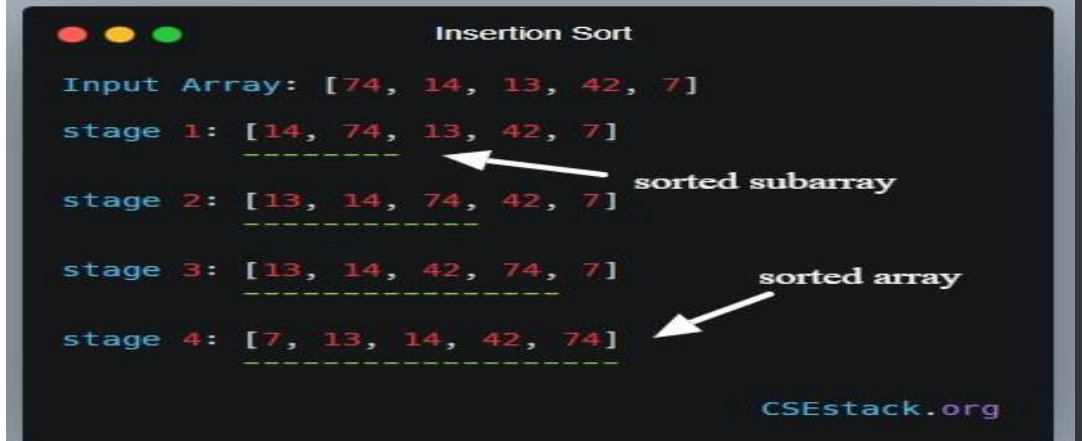 Insertion Sort
Input Array: [74, 14, 13, 42, 7]
stage 1: [14, 74, 13, 42, 7]
sorted subarray
stage 2: [13, 14, 74, 42, 7]
stage 3: [13, 14, 42, 74, 7]
sorted array
stage 4: [7, 13, 14, 42, 74]
CSEstack.org